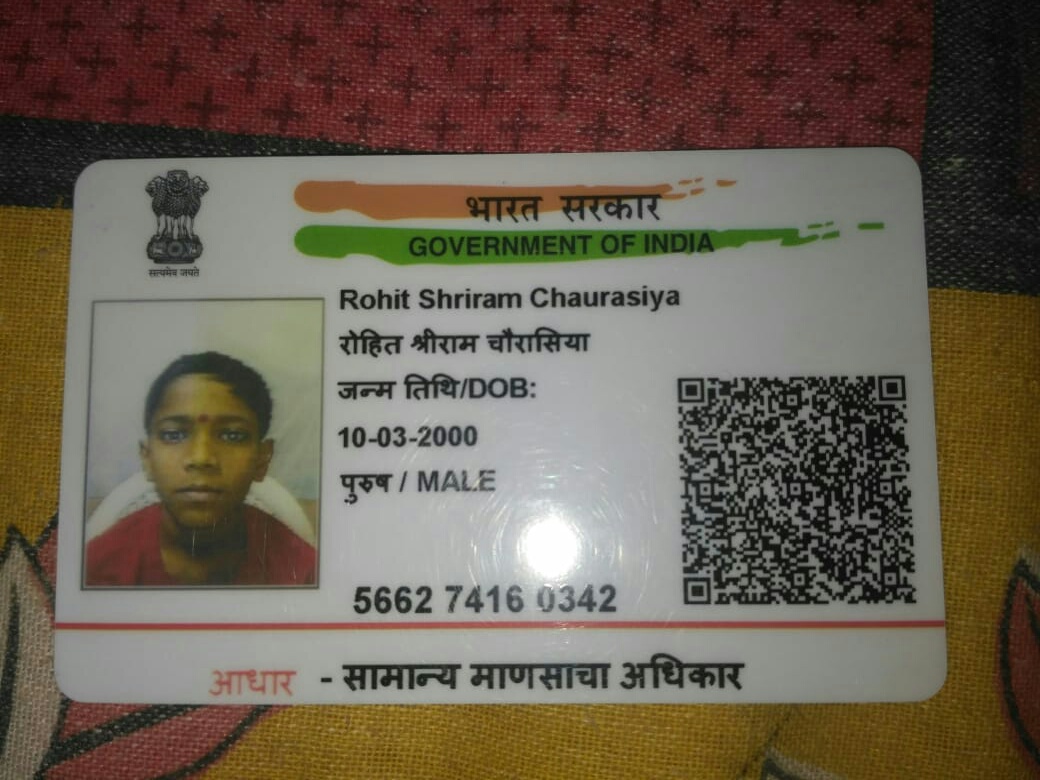 भारत सरकार
GOVERNMENT OF INDIA
सत्यमेव जयते
Rohit Shriram Chaurasiya
रोहित श्रीराम चौरासिया
जन्म तिथि/DOB:
10-03-2000
पुरुष / MALE
5662 7416 0342
आधार - सामान्य माणसाचा अधिकार